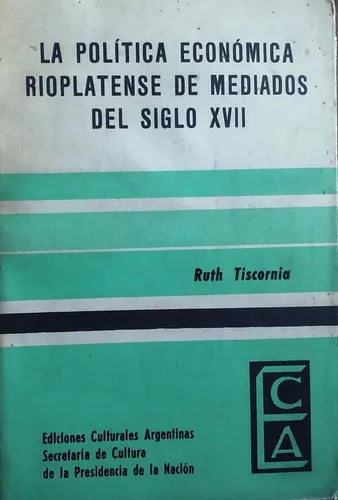 LA POLÍTICA ECONÓMICA
RIOPLATENSE DE MEDIADOS
DEL SIGLO XVII
Ruth Tiscornia
Ediciones Culturales Argentinas
Secretaría de Cultura
de la Presidencia de la Nación
ECA